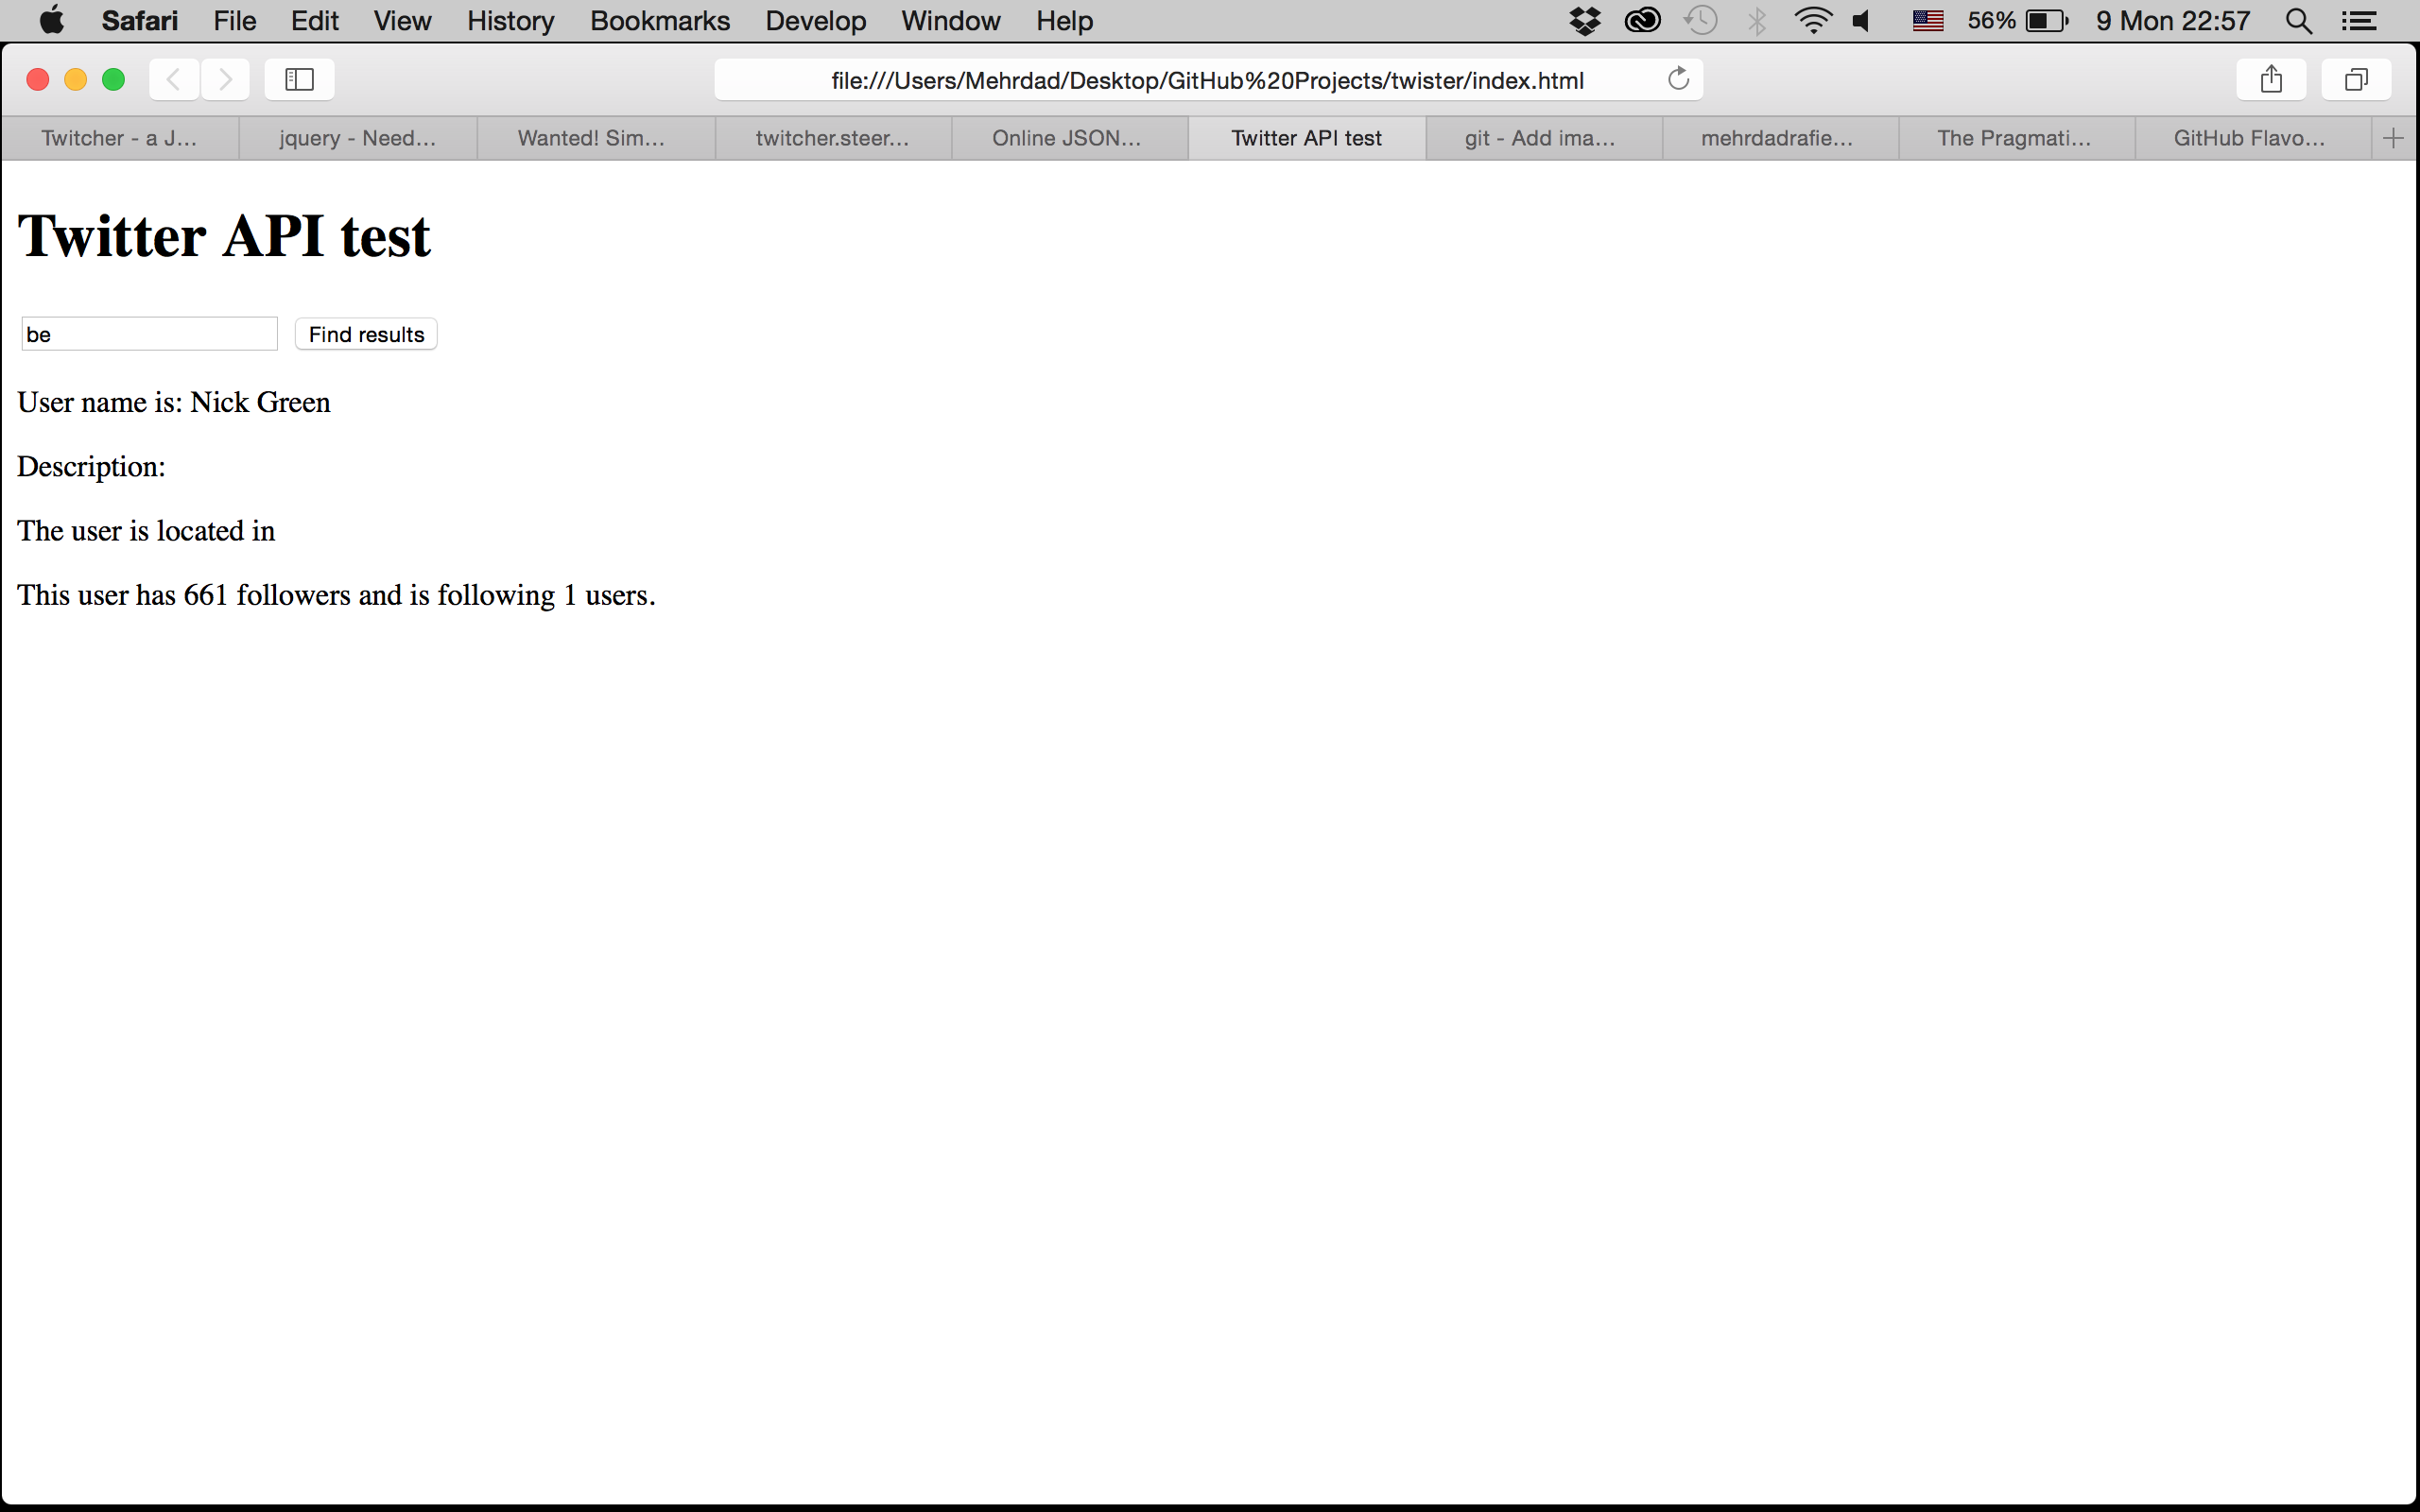 Safari File Edit View History Bookmarks Develop Window Help 56% 9 Mon 22:57
file:///Users/Mehrdad/Desktop/GitHub%20Projects/twister/index.html
Twitcher - a J... jquery - Need... Wanted! Sim... twitcher.steer... Online JSON... Twitter API test git - Add ima... mehrdadrafie... The Pragmati... GitHub Flavo...
Twitter API test
be Find results
User name is: Nick Green
Description:
The user is located in
This user has 661 followers and is following 1 users.